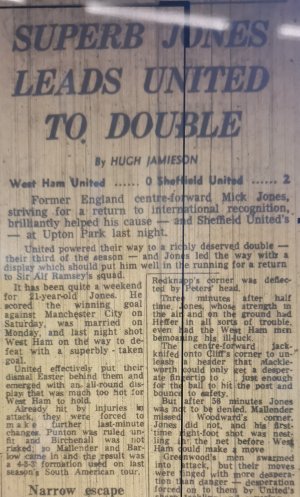 SUPERB JONES
LEADS UNITED
TO DOUBLE
By HUGH JAMIESON
West Ham United ...... 0 Sheffield United ...... 2
Former England centre-forward Mick Jones,
striving for a return to international recognition,
brilliantly helped his cause — and Sheffield United's
— at Upton Park last night.
United powered their way to a richly deserved double —
their third of the season — and Jones led the way with a
display which should put him well in the running for a return
to Sir Alf Ramsey's squad.
It has been quite a weekend
for 21-year-old Jones. He
scored the winning goal
against Manchester City on
Saturday, was married on
Monday, and last night shot
West Ham on the way to de-
feat with a superbly - taken
goal.
United effectively put their
dismal Easter behind them and
emerged with an all-round dis-
play that was much too hot for
West Ham to hold.
Already hit by injuries in
attack, they were forced to
make further last-minute
changes. Punton was ruled un-
fit and Birchenall was not
risked, so Mallender and Bar-
low came in and the result was
a 4-3-3 formation used on last
season's South American tour.
Narrow escape
Redknapp's corner was deflec-
ted by Peters' head.
Three minutes after half
time Jones, whose strength in
the air and on the ground had
Heffer in all sorts of trouble,
even had the West Ham men
bemoaning his ill-luck.
The centre-forward jack-
knifed onto Cliff's corner to un-
leash a header that Mackle-
worth could only get a desper-
ate fingertip to — just enough
for the ball to hit the post and
bounce to safety.
But after 58 minutes Jones
was not to be denied. Mallender
missed Woodward's corner,
Jones did not, and his first-
time right-foot shot was nest-
ling in the net before West
Ham could make a move
Greenwood's men swarmed
into attack, but their moves
were tinged with more despera-
tion than danger — desperation
forced on to them by United's